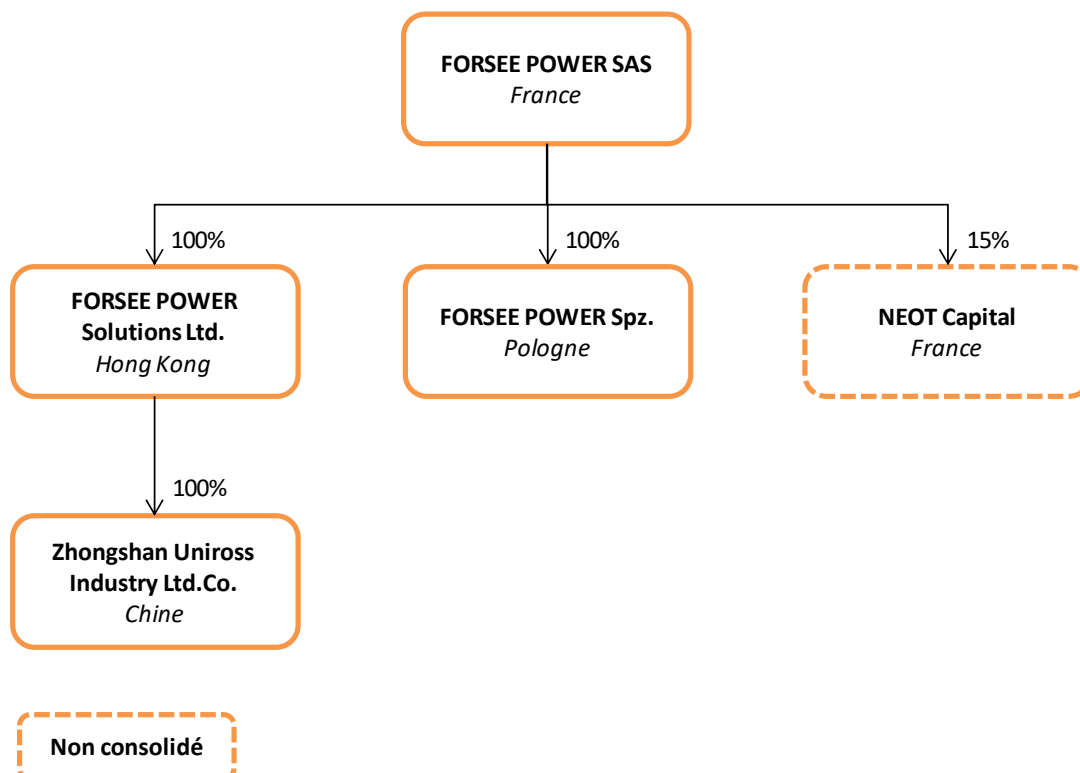 FORSEE POWER SAS
France
100%
100%
15%
FORSEE POWER
Solutions Ltd.
Hong Kong
FORSEE POWER Spz.
Pologne
NEOT Capital
France
100%
Zhongshan Uniross
Industry Ltd.Co.
Chine
Non consolidé